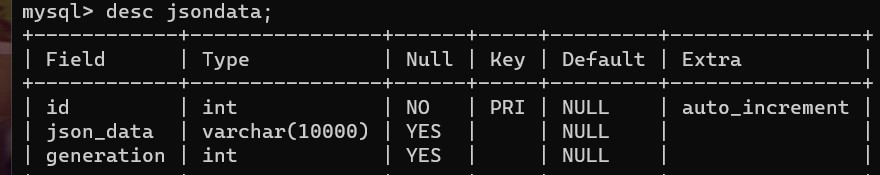 mysql> desc jsondata;
+------------+----------------+------+-----+---------+----------------+
| Field      | Type           | Null | Key | Default | Extra          |
+------------+----------------+------+-----+---------+----------------+
| id         | int            | NO   | PRI | NULL    | auto_increment |
| json_data  | varchar(10000) | YES  |     | NULL    |                |
| generation | int            | YES  |     | NULL    |                |